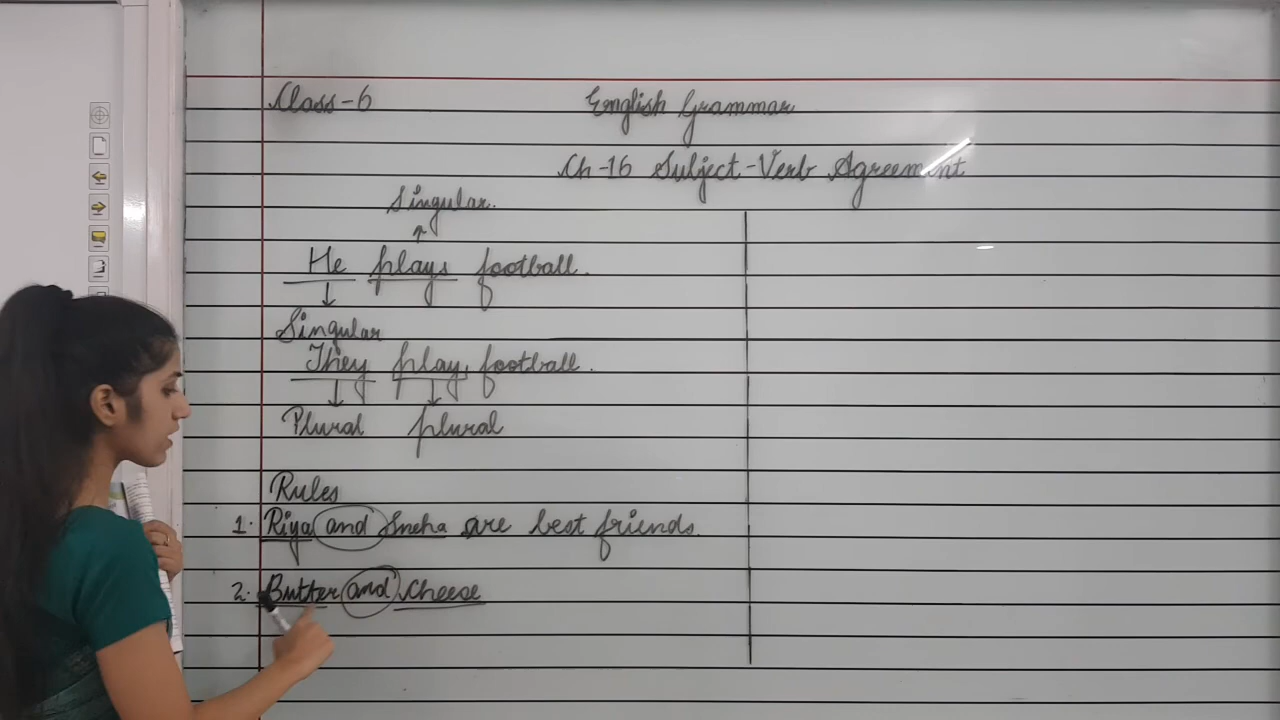 Class-6
English Grammar
Ch-16 Subject-Verb Agreement
Singular.
He plays football.
Singular
They play football.
Plural plural
Rules
1. Riya and Sneha are best friends.
2. Butter and Cheese